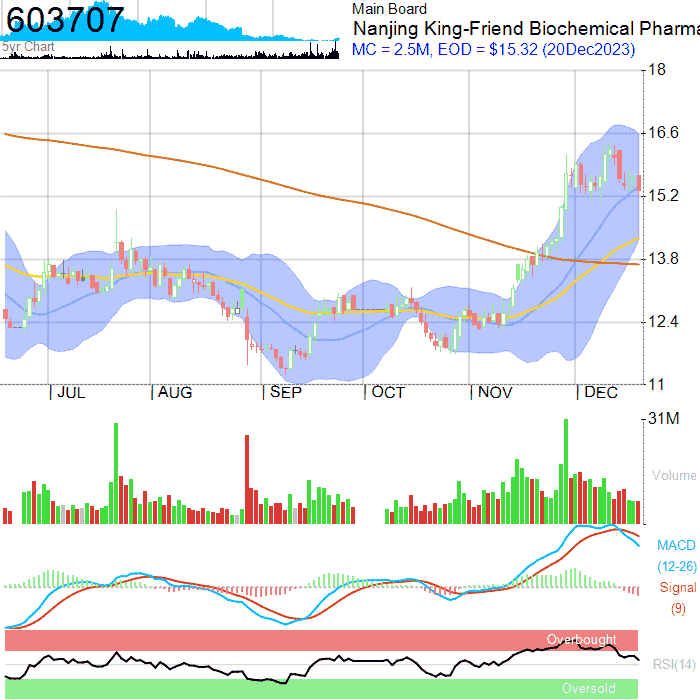 603707
5yr Chart
Main Board
Nanjing King-Friend Biochemical Pharma
MC = 2.5M, EOD = $15.32 (20Dec2023)
18
16.6
15.2
13.8
12.4
11
JUL AUG SEP OCT NOV DEC
31M
Volume
MACD
(12-26)
Signal
(9)
Overbought
RSI(14)
Oversold